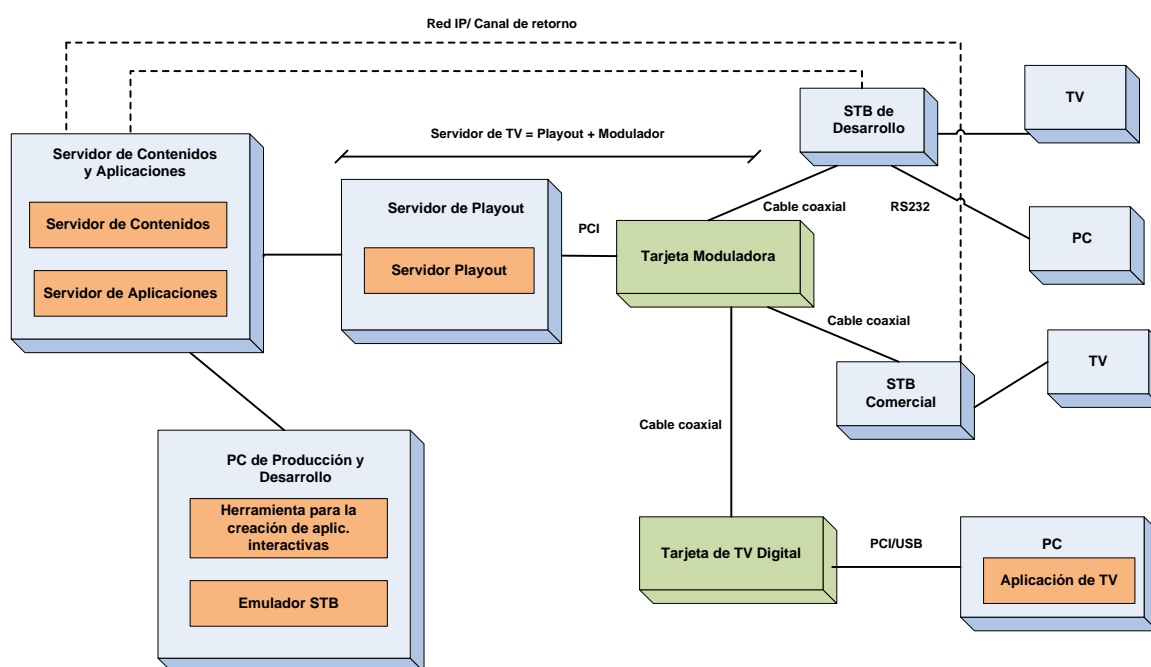 Red IP/ Canal de retorno
Servidor de TV = Playout + Modulador
Servidor de Contenidos
y Aplicaciones
Servidor de Contenidos
Servidor de Aplicaciones
Servidor de Playout
Servidor Playout
PCI
Tarjeta Moduladora
Cable coaxial
STB de
Desarrollo
TV
RS232
PC
Cable coaxial
STB
Comercial
TV
Cable coaxial
PC de Producción y
Desarrollo
Herramienta para la
creación de aplic.
interactivas
Emulador STB
Tarjeta de TV Digital
PCI/USB
PC
Aplicación de TV